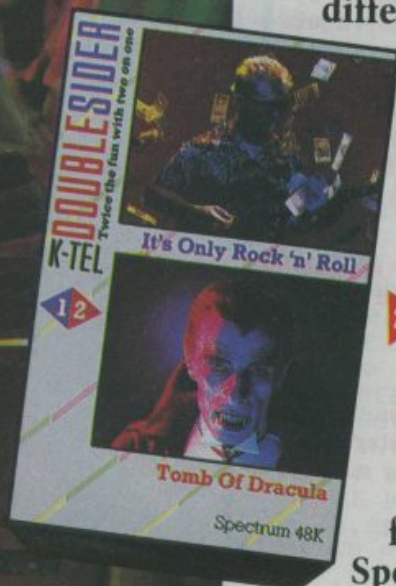 diffe
K-TEL DOUBLESIDER
Twice the fun with two on one
It's Only Rock 'n' Roll
1 2
Tomb Of Dracula
Spectrum 48K
f
Spe